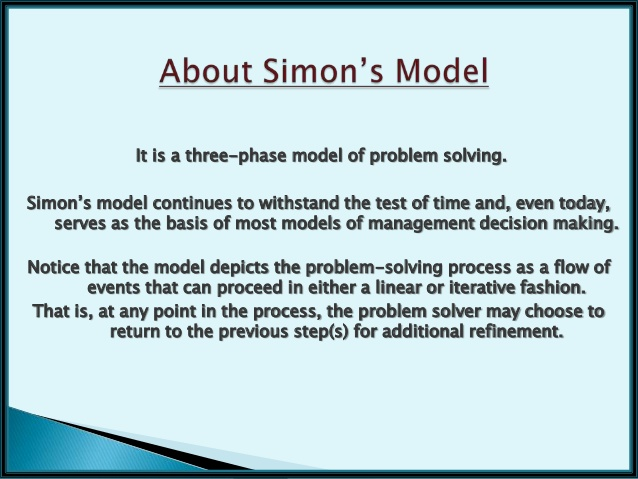 About Simon's Model
It is a three-phase model of problem solving.
Simon's model continues to withstand the test of time and, even today,
serves as the basis of most models of management decision making.
Notice that the model depicts the problem-solving process as a flow of
events that can proceed in either a linear or iterative fashion.
That is, at any point in the process, the problem solver may choose to
return to the previous step(s) for additional refinement.